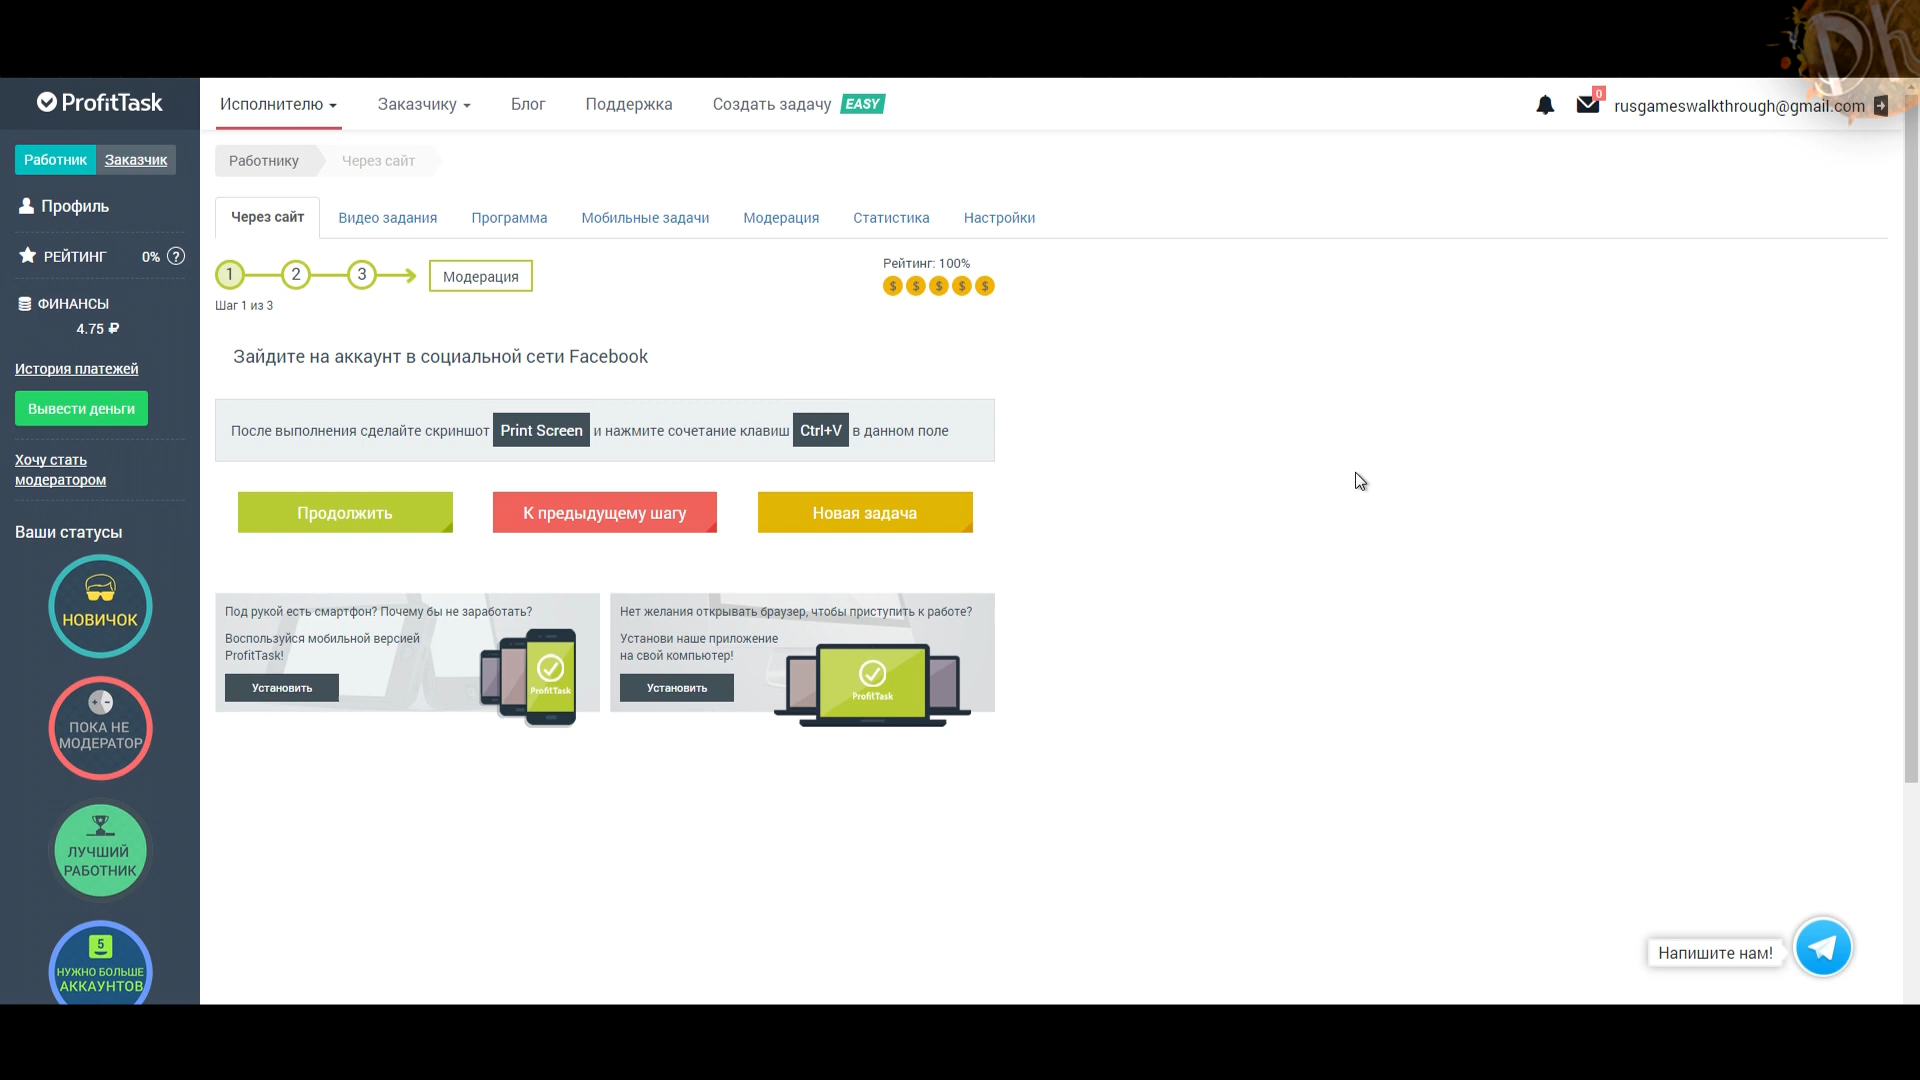 Dh
ProfitTask
Исполнителю
Заказчику
Блог
Поддержка
Создать задачу EASY
0
rusgameswalkthrough@gmail.com
Работник Заказчик
Профиль
РЕЙТИНГ 0% ?
ФИНАНСЫ
4.75 ₽
История платежей
Вывести деньги
Хочу стать
модератором
Ваши статусы
НОВИЧОК
ПОКА НЕ
МОДЕРАТОР
ЛУЧШИЙ
РАБОТНИК
5
НУЖНО БОЛЬШЕ
АККАУНТОВ
Работнику Через сайт
Через сайт Видео задания Программа Мобильные задачи Модерация Статистика Настройки
1 2 3 Модерация
Шаг 1 из 3
Рейтинг: 100%
$ $ $ $ $
Зайдите на аккаунт в социальной сети Facebook
После выполнения сделайте скриншот Print Screen и нажмите сочетание клавиш Ctrl+V в данном поле
Продолжить К предыдущему шагу Новая задача
Под рукой есть смартфон? Почему бы не заработать?
Воспользуйся мобильной версией
ProfitTask!
Установить
ProfitTask
Нет желания открывать браузер, чтобы приступить к работе?
Установи наше приложение
на свой компьютер!
Установить
ProfitTask
Напишите нам!